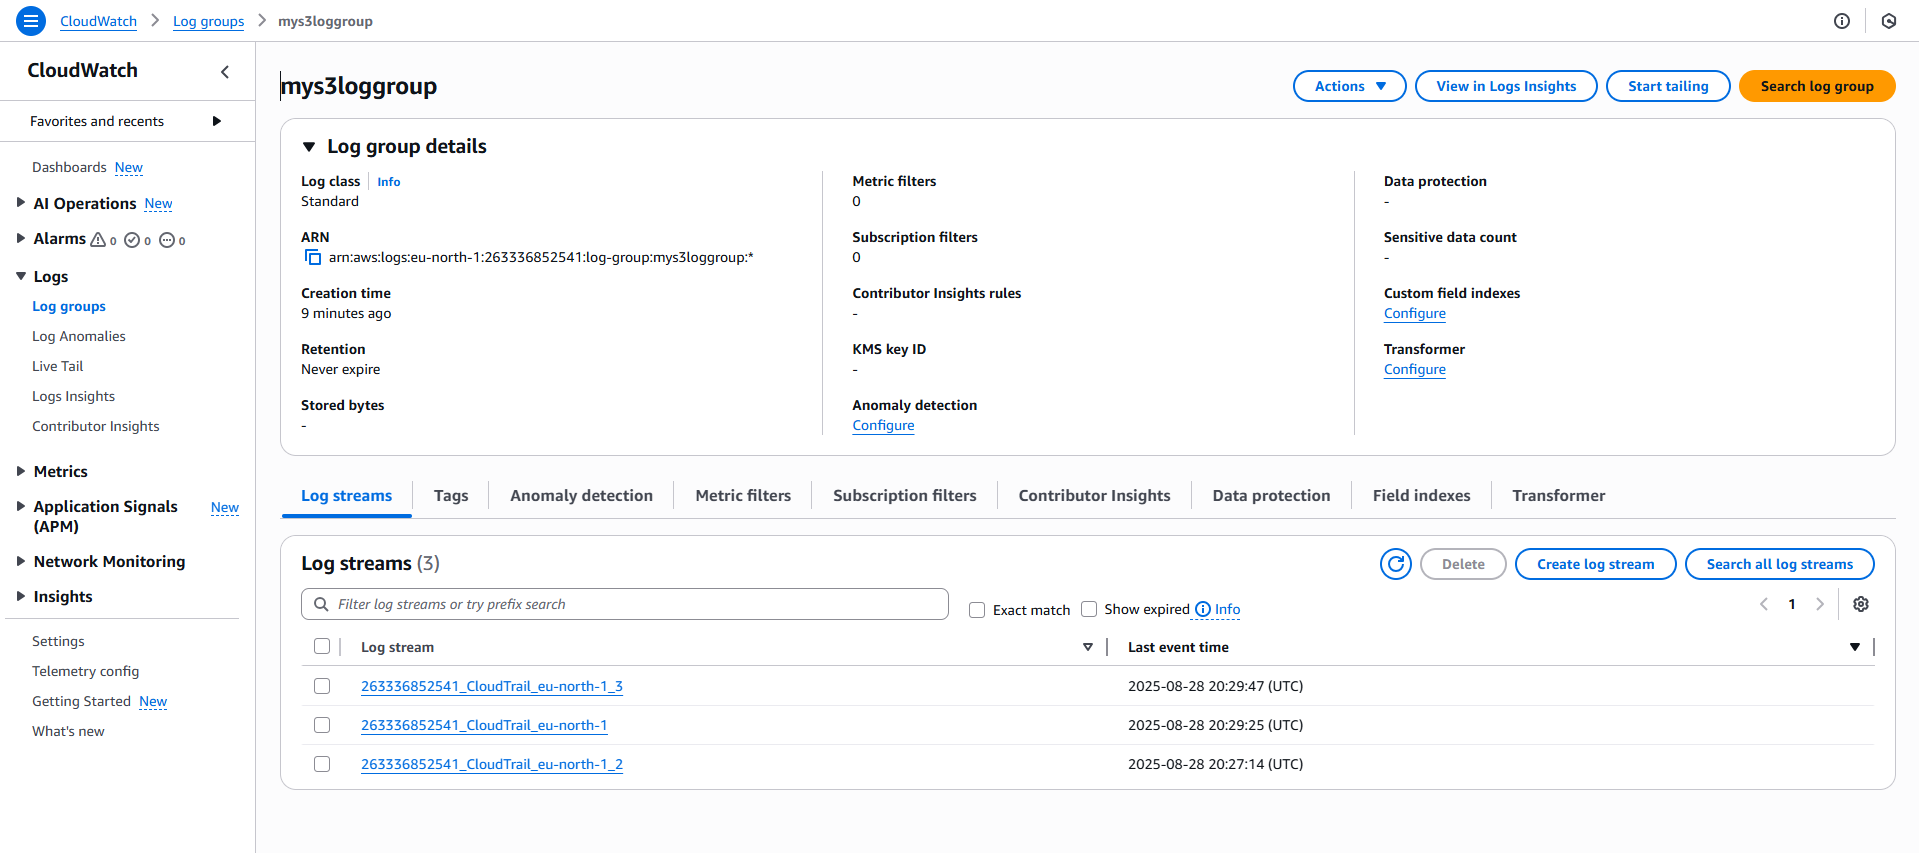 CloudWatch > Log groups > mys3loggroup
CloudWatch
Favorites and recents
Dashboards New
AI Operations New
Alarms 0 0 0
Logs
Log groups
Log Anomalies
Live Tail
Logs Insights
Contributor Insights
Metrics
Application Signals New
(APM)
Network Monitoring
Insights
Settings
Telemetry config
Getting Started New
What's new
mys3loggroup
Actions View in Logs Insights Start tailing Search log group
Log group details
Log class Info
Standard
ARN
arn:aws:logs:eu-north-1:263336852541:log-group:mys3loggroup:*
Creation time
9 minutes ago
Retention
Never expire
Stored bytes
-
Metric filters
0
Subscription filters
0
Contributor Insights rules
-
KMS key ID
-
Anomaly detection
Configure
Data protection
-
Sensitive data count
-
Custom field indexes
Configure
Transformer
Configure
Log streams Tags Anomaly detection Metric filters Subscription filters Contributor Insights Data protection Field indexes Transformer
Log streams (3)
Delete Create log stream Search all log streams
Filter log streams or try prefix search
Exact match Show expired Info
1
Log stream Last event time
263336852541_CloudTrail_eu-north-1_3 2025-08-28 20:29:47 (UTC)
263336852541_CloudTrail_eu-north-1 2025-08-28 20:29:25 (UTC)
263336852541_CloudTrail_eu-north-1_2 2025-08-28 20:27:14 (UTC)